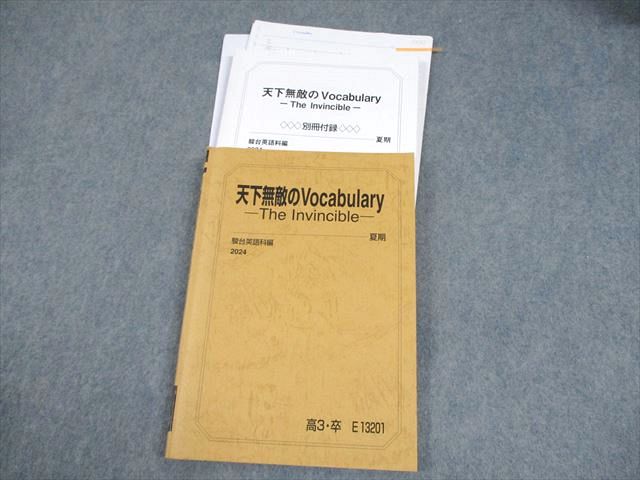 天下無敵のVocabulary
—The Invincible—
◇◇◇別冊付録◇◇◇
夏期
駿台英語科編
2024
天下無敵のVocabulary
—The Invincible—
夏期
駿台英語科編
2024
高3・卒 E13201